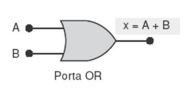 A
x = A + B
B
Porta OR